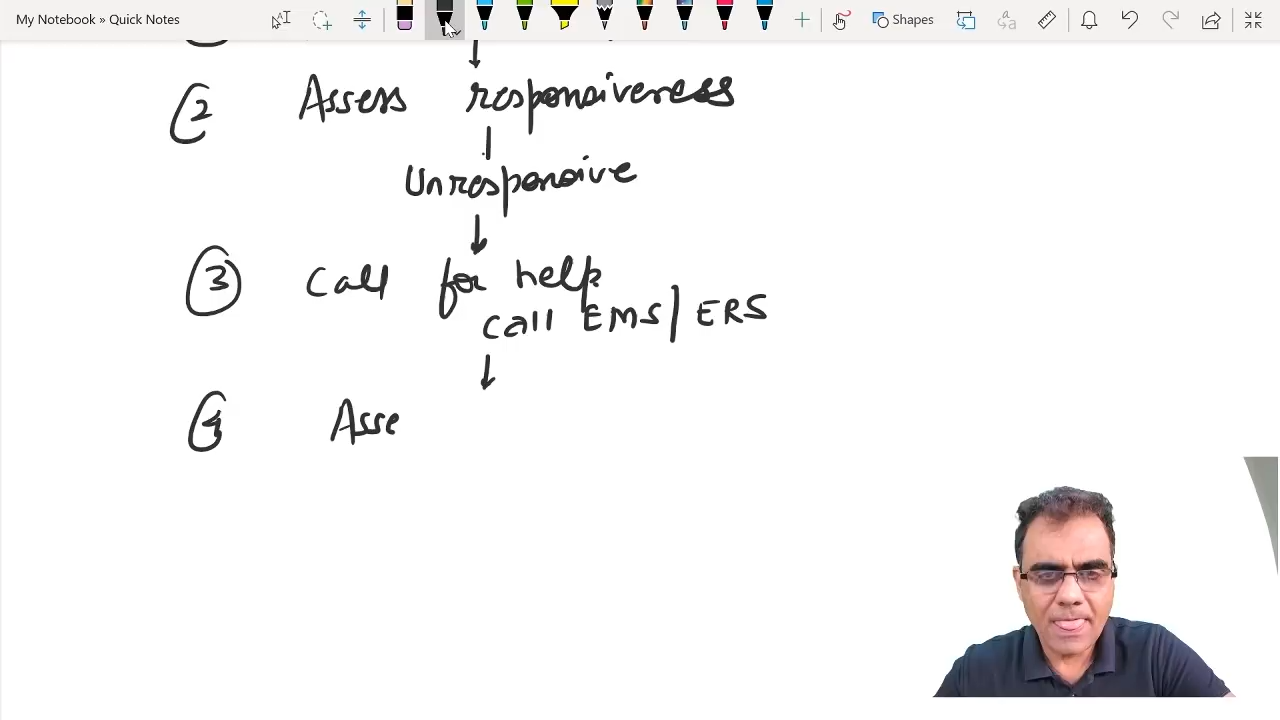 My Notebook » Quick Notes
Shapes
2 Assess responsiveness
Unresponsive
3 Call for help
Call EMS/ERS
4 Asse